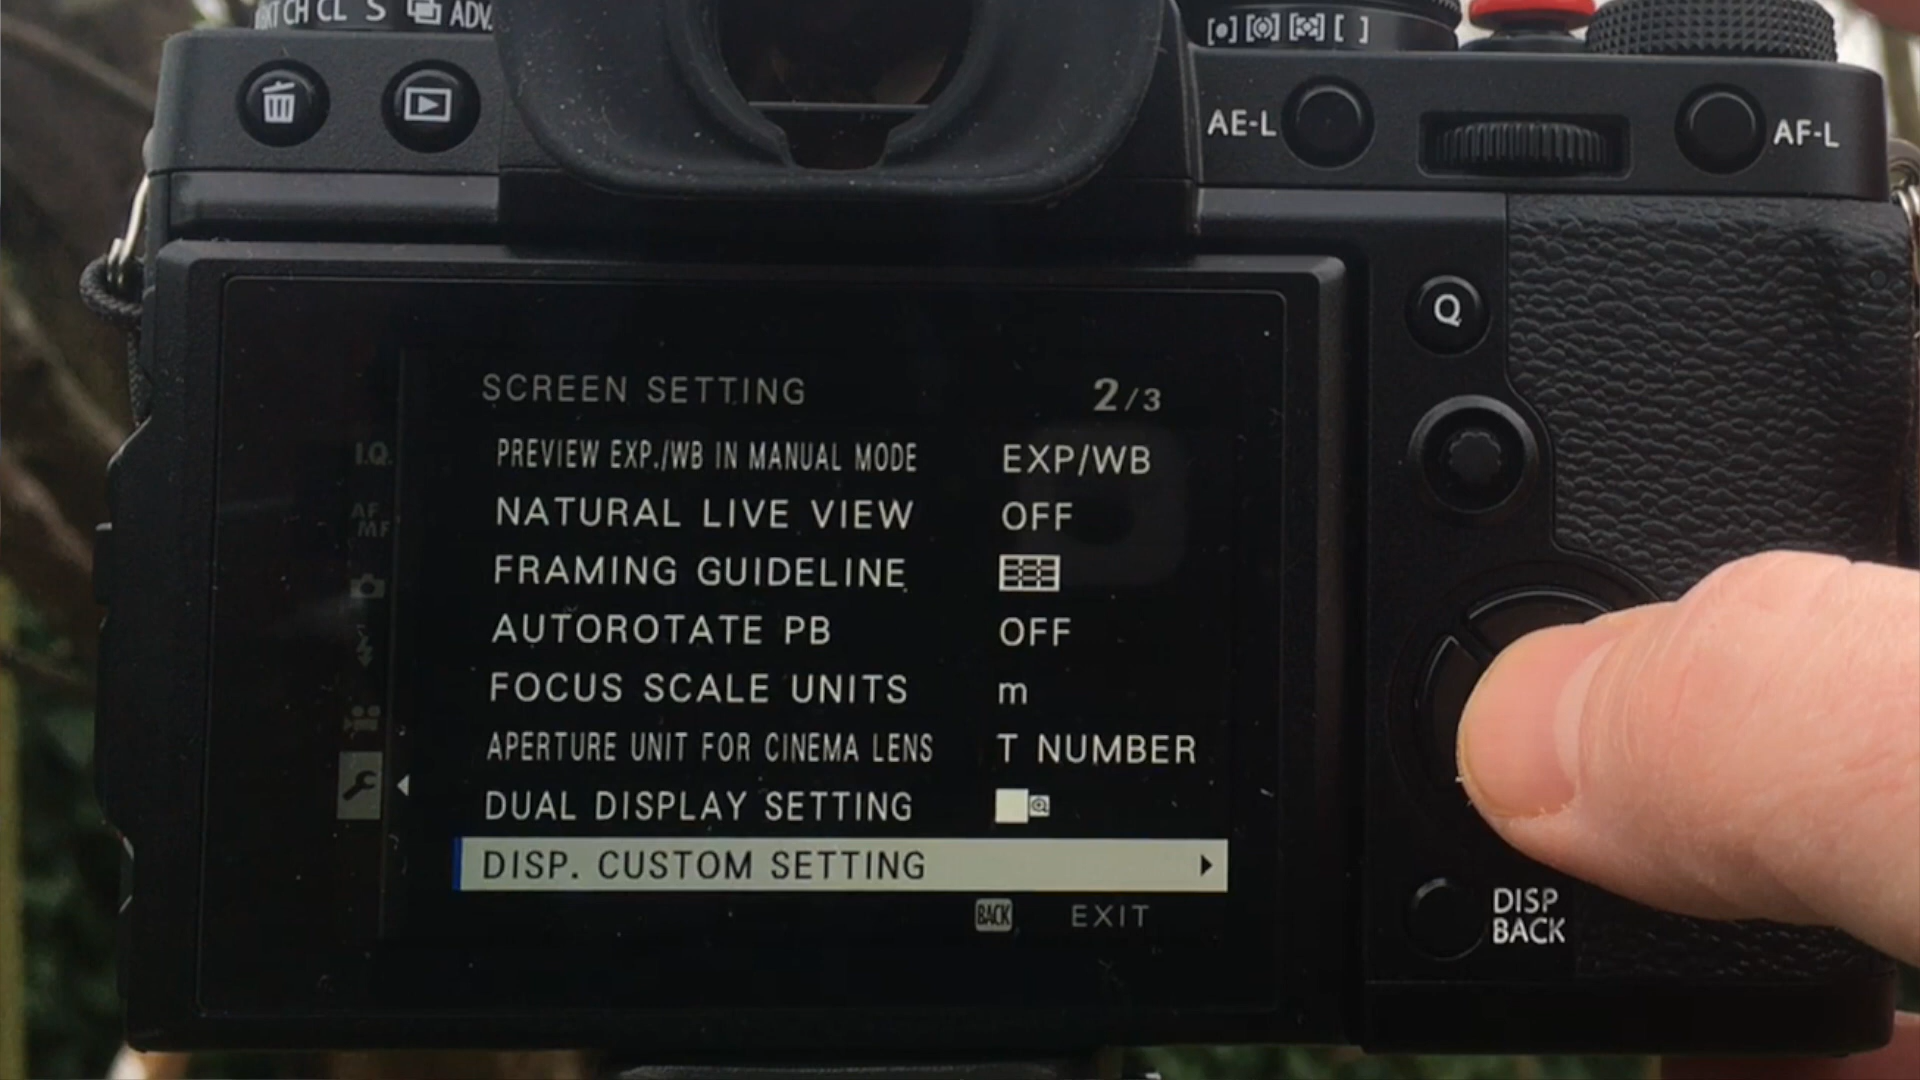 CH CL S ADV.
AE-L
AF-L
Q
SCREEN SETTING 2/3
I.Q.
PREVIEW EXP./WB IN MANUAL MODE EXP/WB
NATURAL LIVE VIEW OFF
AF
MF
FRAMING GUIDELINE
AUTOROTATE PB OFF
FOCUS SCALE UNITS m
APERTURE UNIT FOR CINEMA LENS T NUMBER
DUAL DISPLAY SETTING
DISP. CUSTOM SETTING
BACK EXIT
DISP
BACK